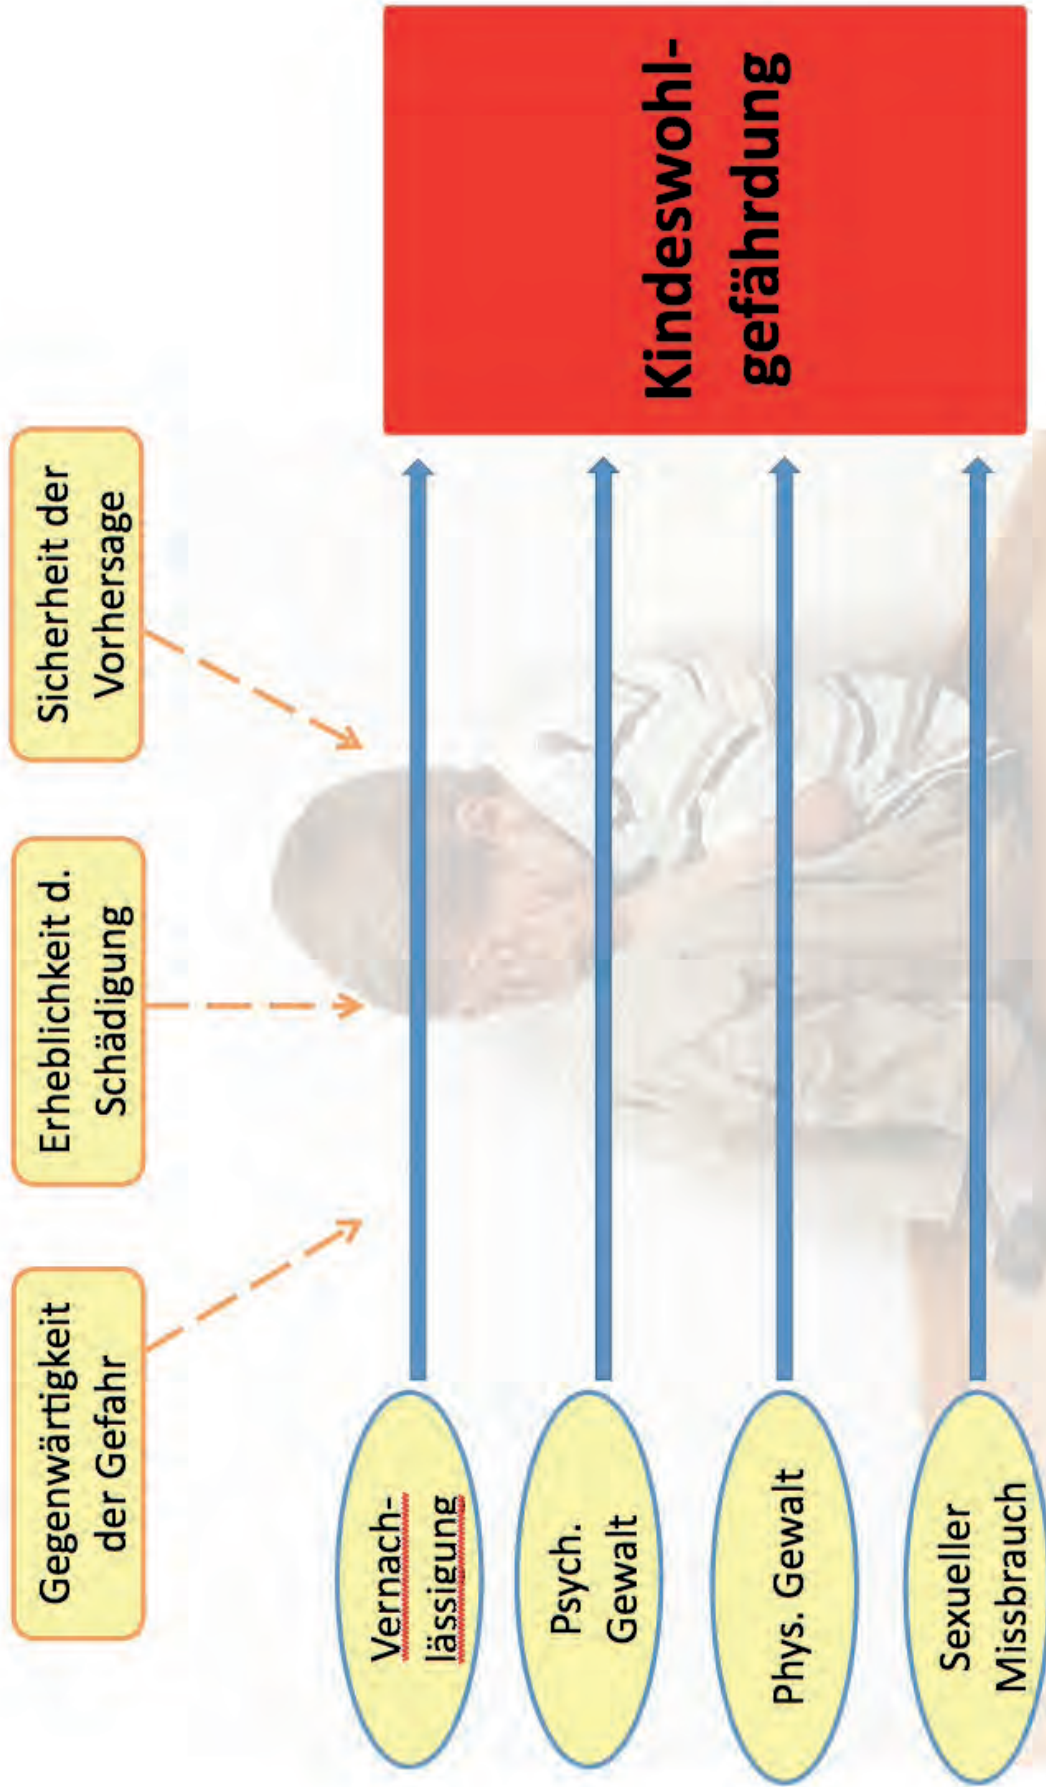 Gegenwärtigkeit
der Gefahr
Erheblichkeit d.
Schädigung
Sicherheit der
Vorhersage
Vernach-
lässigung
Psych.
Gewalt
Phys. Gewalt
Sexueller
Missbrauch
Kindeswohl-
gefährdung